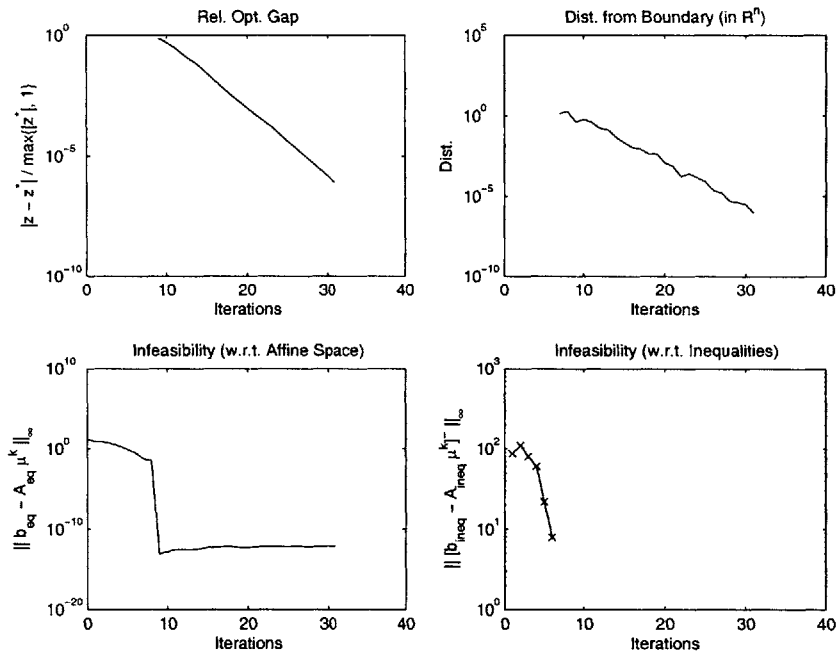 Rel. Opt. Gap
10^0
10^-5
10^-10
|z − z*| / max{|z*|, 1}
0 10 20 30 40
Iterations
Dist. from Boundary (in R^n)
10^5
10^0
10^-5
10^-10
Dist.
0 10 20 30 40
Iterations
Infeasibility (w.r.t. Affine Space)
10^10
10^0
10^-10
10^-20
|| b_eq − A_eq μ^k ||_∞
0 10 20 30 40
Iterations
Infeasibility (w.r.t. Inequalities)
10^3
10^2
10^1
10^0
|| [b_ineq − A_ineq μ^k]^- ||_∞
0 10 20 30 40
Iterations